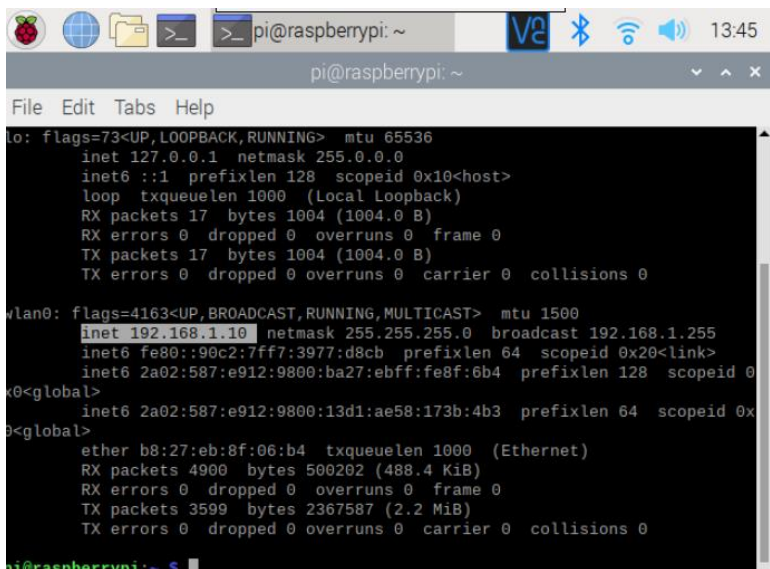 >_ >_ pi@raspberrypi: ~ VNC 13:45
pi@raspberrypi: ~
File Edit Tabs Help
lo: flags=73<UP,LOOPBACK,RUNNING> mtu 65536
inet 127.0.0.1 netmask 255.0.0.0
inet6 ::1 prefixlen 128 scopeid 0x10<host>
loop txqueuelen 1000 (Local Loopback)
RX packets 17 bytes 1004 (1004.0 B)
RX errors 0 dropped 0 overruns 0 frame 0
TX packets 17 bytes 1004 (1004.0 B)
TX errors 0 dropped 0 overruns 0 carrier 0 collisions 0
wlan0: flags=4163<UP,BROADCAST,RUNNING,MULTICAST> mtu 1500
inet 192.168.1.10 netmask 255.255.255.0 broadcast 192.168.1.255
inet6 fe80::90c2:7ff7:3977:d8cb prefixlen 64 scopeid 0x20<link>
inet6 2a02:587:e912:9800:ba27:ebff:fe8f:6b4 prefixlen 128 scopeid 0
x0<global>
inet6 2a02:587:e912:9800:13d1:ae58:173b:4b3 prefixlen 64 scopeid 0x
0<global>
ether b8:27:eb:8f:06:b4 txqueuelen 1000 (Ethernet)
RX packets 4900 bytes 500202 (488.4 KiB)
RX errors 0 dropped 0 overruns 0 frame 0
TX packets 3599 bytes 2367587 (2.2 MiB)
TX errors 0 dropped 0 overruns 0 carrier 0 collisions 0
pi@raspberrypi:~ $